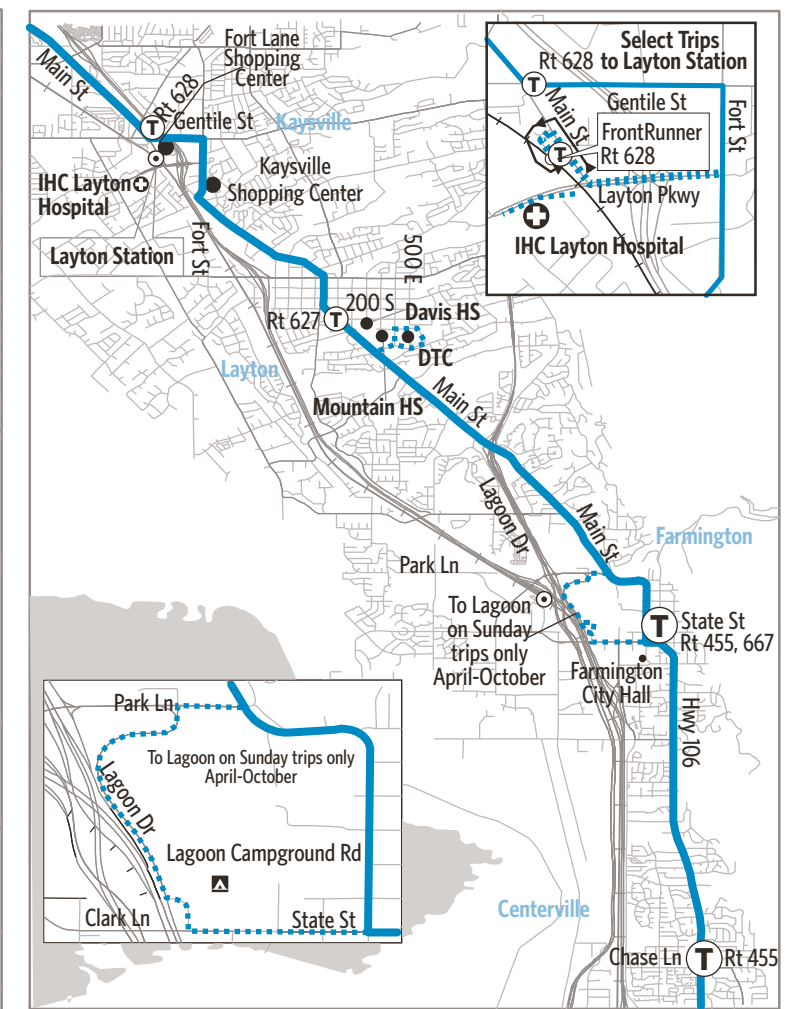 Main St
Rt 628
Fort Lane
Shopping
Center
T
Gentile St
Kaysville
IHC Layton
Hospital
Kaysville
Shopping Center
Layton Station
Fort St
500 E
Rt 627
T
200 S
Davis HS
DTC
Layton
Mountain HS
Main St
Lagoon Dr
Main St
Farmington
Park Ln
To Lagoon
on Sunday
trips only
April-October
T
State St
Rt 455, 667
Farmington
City Hall
Hwy 106
Centerville
Chase Ln
T
Rt 455
Select Trips
Rt 628 to Layton Station
T
Main St
Gentile St
Fort St
FrontRunner
T
Rt 628
Layton Pkwy
IHC Layton Hospital
Park Ln
To Lagoon on Sunday trips only
April-October
Lagoon Dr
Lagoon Campground Rd
Clark Ln
State St